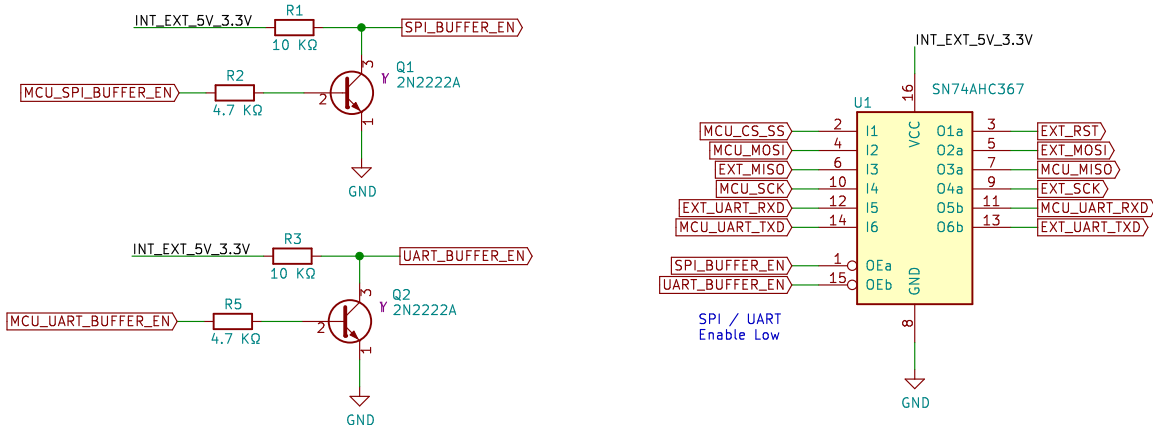 R1
INT_EXT_5V_3.3V
SPI_BUFFER_EN
10 KΩ
3
Q1
2N2222A
R2
MCU_SPI_BUFFER_EN
2
4.7 KΩ
1
GND
R3
INT_EXT_5V_3.3V
UART_BUFFER_EN
10 KΩ
3
Q2
2N2222A
R5
MCU_UART_BUFFER_EN
2
4.7 KΩ
1
GND
INT_EXT_5V_3.3V
16
SN74AHC367
U1
VCC
MCU_CS_SS 2 I1 O1a 3 EXT_RST
MCU_MOSI 4 I2 O2a 5 EXT_MOSI
EXT_MISO 6 I3 O3a 7 MCU_MISO
MCU_SCK 10 I4 O4a 9 EXT_SCK
EXT_UART_RXD 12 I5 O5b 11 MCU_UART_RXD
MCU_UART_TXD 14 I6 O6b 13 EXT_UART_TXD
SPI_BUFFER_EN 1 OEa
UART_BUFFER_EN 15 OEb
GND
SPI / UART
Enable Low
8
GND